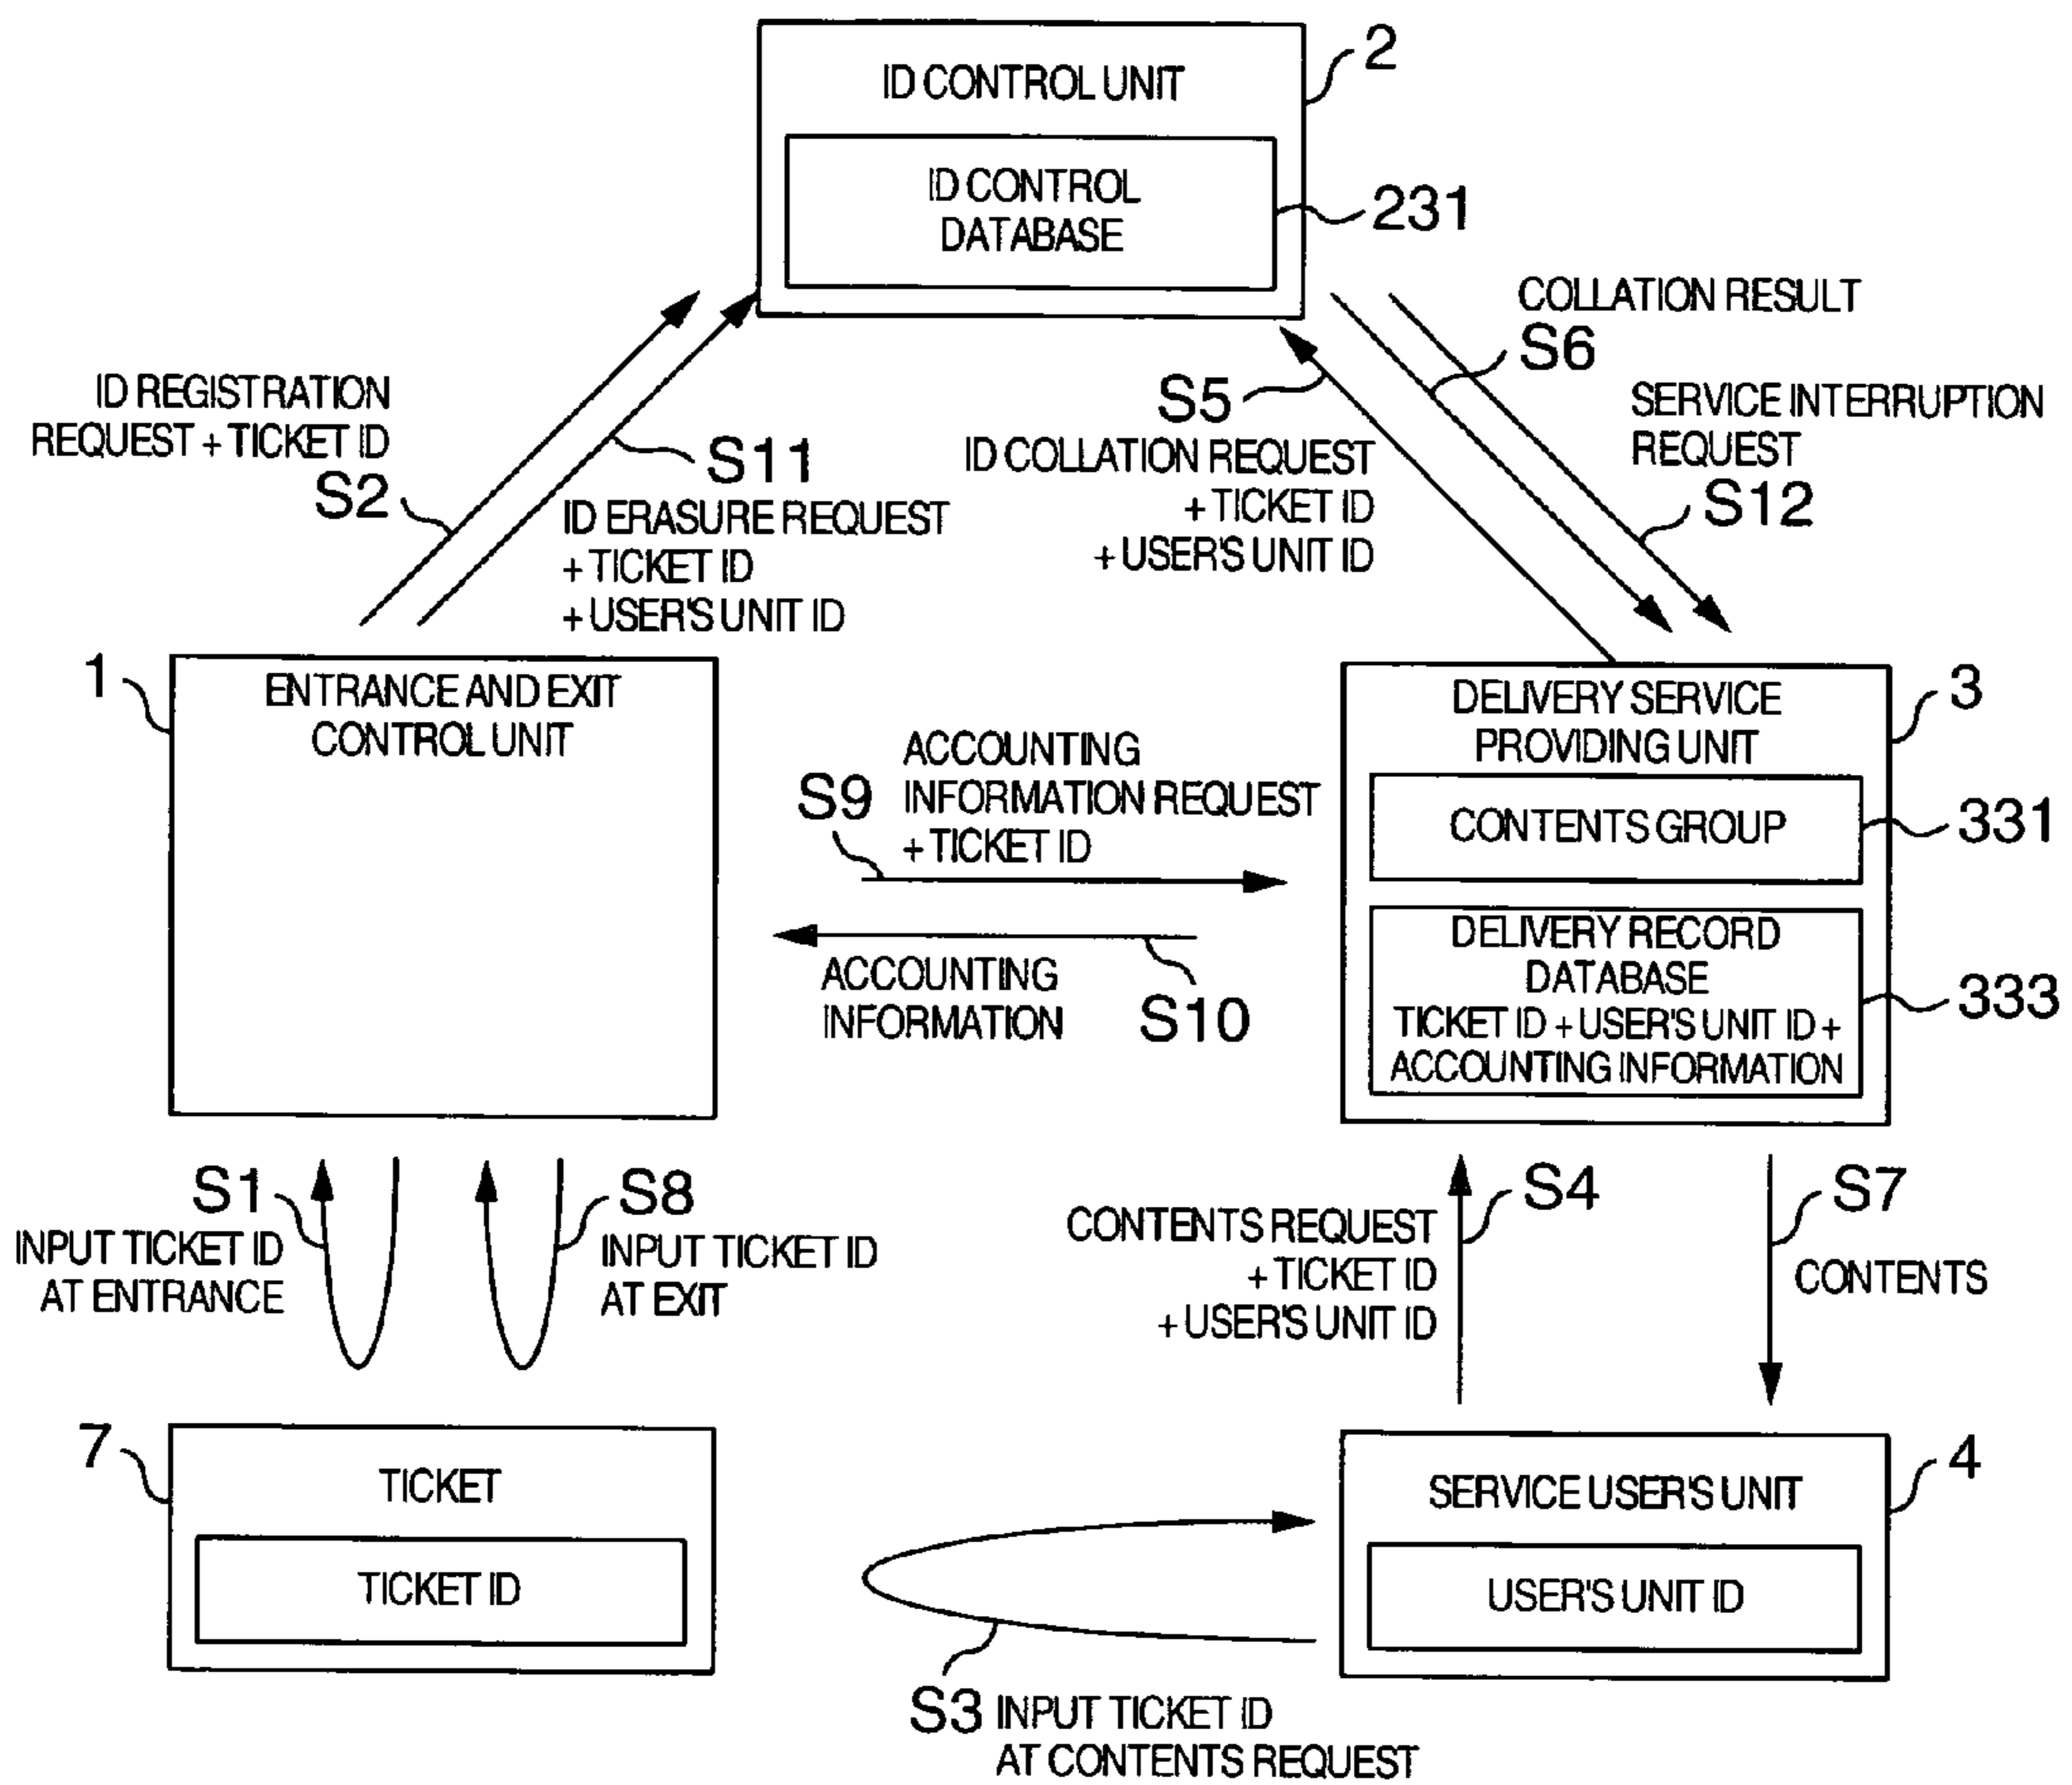 2
ID CONTROL UNIT
ID CONTROL
DATABASE
231
COLLATION RESULT
S6
SERVICE INTERRUPTION
REQUEST
S12
S5
ID COLLATION REQUEST
+ TICKET ID
+ USER'S UNIT ID
ID REGISTRATION
REQUEST + TICKET ID
S2
S11
ID ERASURE REQUEST
+ TICKET ID
+ USER'S UNIT ID
1
ENTRANCE AND EXIT
CONTROL UNIT
3
DELIVERY SERVICE
PROVIDING UNIT
CONTENTS GROUP
331
DELIVERY RECORD
DATABASE
TICKET ID + USER'S UNIT ID +
ACCOUNTING INFORMATION
333
S9
ACCOUNTING
INFORMATION REQUEST
+ TICKET ID
ACCOUNTING
INFORMATION
S10
S1
INPUT TICKET ID
AT ENTRANCE
S8
INPUT TICKET ID
AT EXIT
S4
CONTENTS REQUEST
+ TICKET ID
+ USER'S UNIT ID
S7
CONTENTS
7
TICKET
TICKET ID
4
SERVICE USER'S UNIT
USER'S UNIT ID
S3
INPUT TICKET ID
AT CONTENTS REQUEST